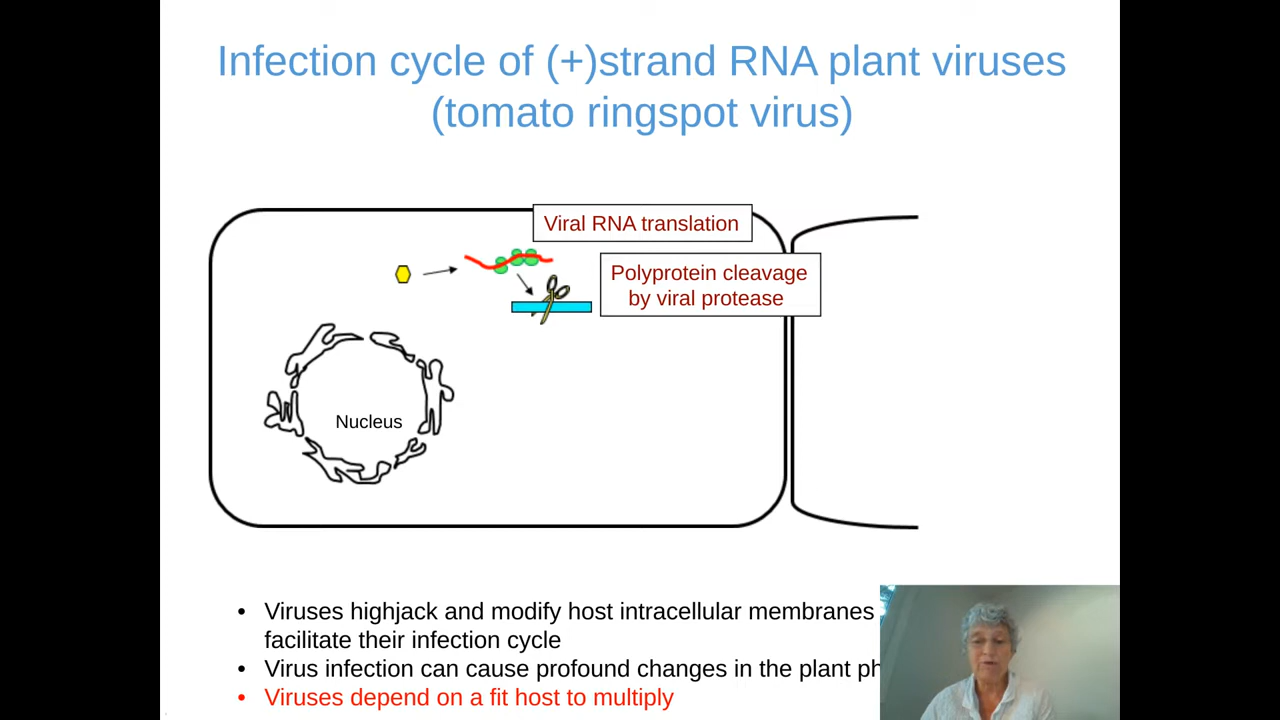 Infection cycle of (+)strand RNA plant viruses
(tomato ringspot virus)
Viral RNA translation
Polyprotein cleavage
by viral protease
Nucleus
• Viruses highjack and modify host intracellular membranes
facilitate their infection cycle
• Virus infection can cause profound changes in the plant
• Viruses depend on a fit host to multiply